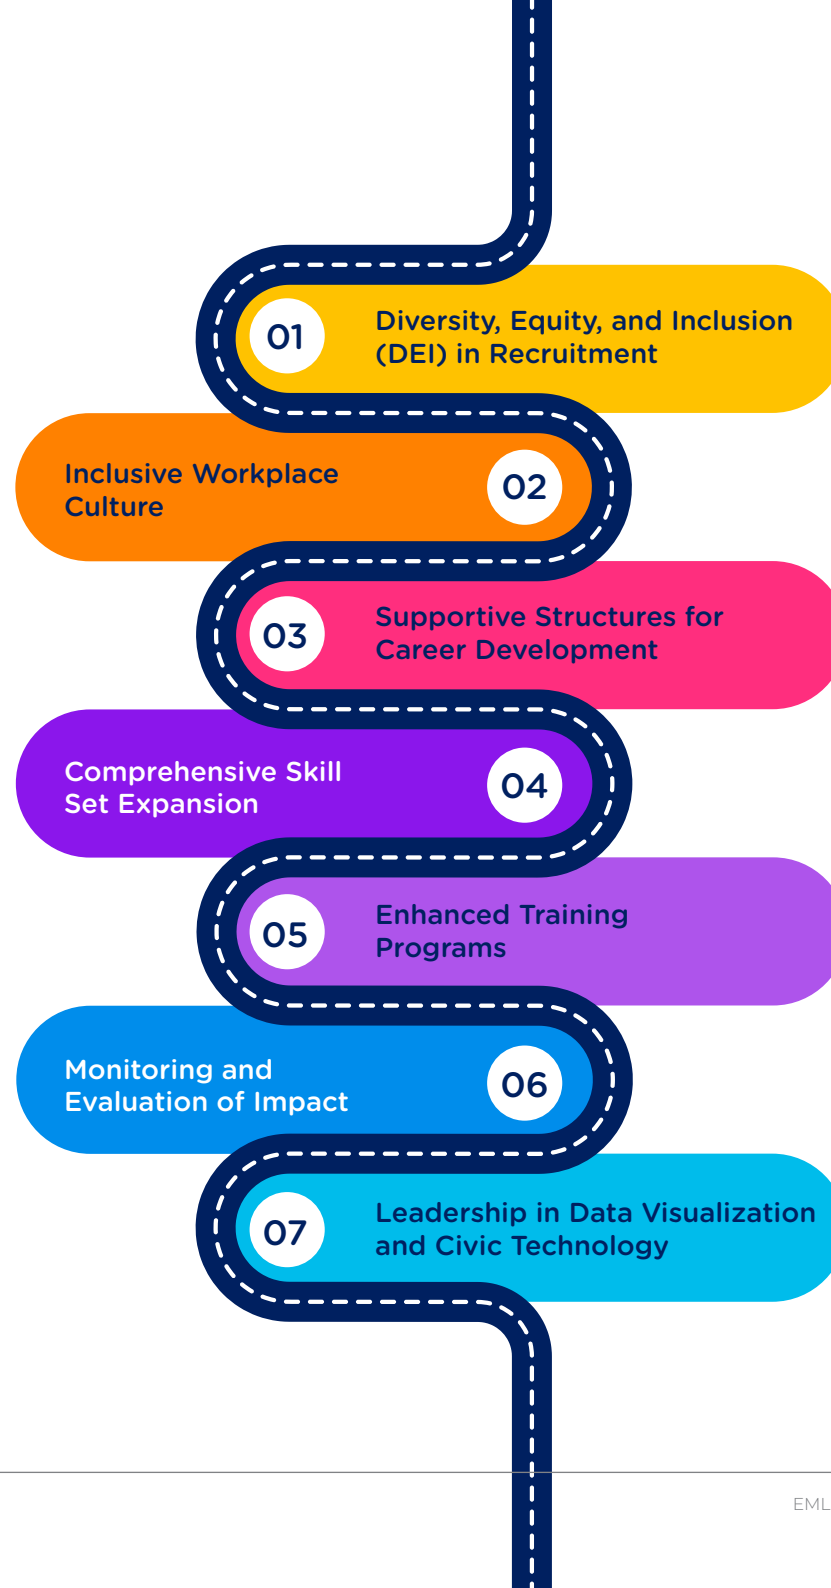 01
Diversity, Equity, and Inclusion
(DEI) in Recruitment
Inclusive Workplace
Culture
02
03
Supportive Structures for
Career Development
Comprehensive Skill
Set Expansion
04
05
Enhanced Training
Programs
Monitoring and
Evaluation of Impact
06
07
Leadership in Data Visualization
and Civic Technology
EML